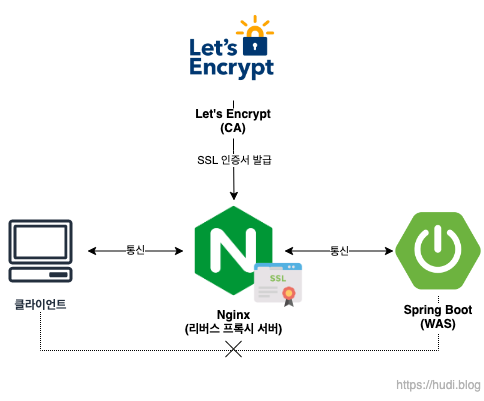 Let's
Encrypt
Let's Encrypt
(CA)
SSL 인증서 발급
통신
통신
SSL
클라이언트
Nginx
(리버스 프록시 서버)
Spring Boot
(WAS)
https://hudi.blog